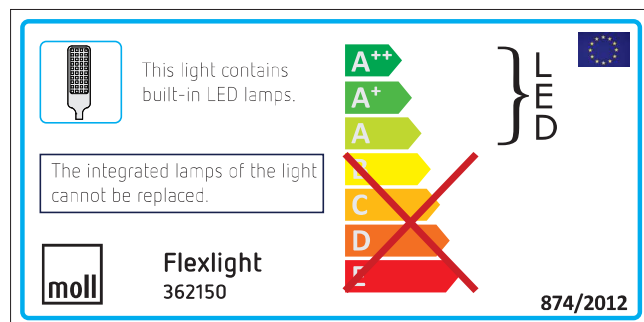 This light contains
built-in LED lamps.
The integrated lamps of the light
cannot be replaced.
moll
Flexlight
362150
A++
A+
A
B
C
D
E
LED
874/2012